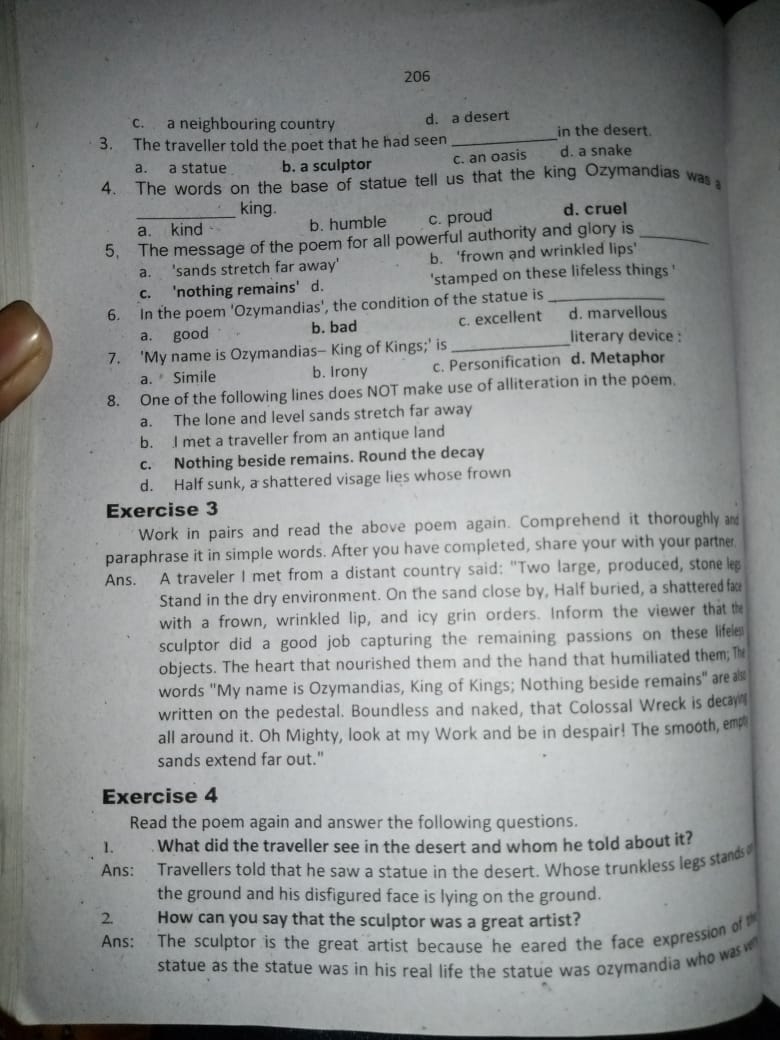 206
c. a neighbouring country d. a desert
3. The traveller told the poet that he had seen __________ in the desert.
a. a statue b. a sculptor c. an oasis d. a snake
4. The words on the base of statue tell us that the king Ozymandias was a
__________ king.
a. kind b. humble c. proud d. cruel
5, The message of the poem for all powerful authority and glory is ________
a. 'sands stretch far away' b. 'frown and wrinkled lips'
c. 'nothing remains' d. 'stamped on these lifeless things'
6. In the poem 'Ozymandias', the condition of the statue is ____________
a. good b. bad c. excellent d. marvellous
7. 'My name is Ozymandias– King of Kings;' is ____________ literary device :
a. Simile b. Irony c. Personification d. Metaphor
8. One of the following lines does NOT make use of alliteration in the poem.
a. The lone and level sands stretch far away
b. I met a traveller from an antique land
c. Nothing beside remains. Round the decay
d. Half sunk, a shattered visage lies whose frown
Exercise 3
Work in pairs and read the above poem again. Comprehend it thoroughly and
paraphrase it in simple words. After you have completed, share your with your partner.
Ans. A traveler I met from a distant country said: "Two large, produced, stone leg
Stand in the dry environment. On the sand close by, Half buried, a shattered face
with a frown, wrinkled lip, and icy grin orders. Inform the viewer that the
sculptor did a good job capturing the remaining passions on these lifeless
objects. The heart that nourished them and the hand that humiliated them; The
words "My name is Ozymandias, King of Kings; Nothing beside remains" are also
written on the pedestal. Boundless and naked, that Colossal Wreck is decaying
all around it. Oh Mighty, look at my Work and be in despair! The smooth, empty
sands extend far out."
Exercise 4
Read the poem again and answer the following questions.
1. What did the traveller see in the desert and whom he told about it?
Ans: Travellers told that he saw a statue in the desert. Whose trunkless legs stands
the ground and his disfigured face is lying on the ground.
2. How can you say that the sculptor was a great artist?
Ans: The sculptor is the great artist because he eared the face expression of the
statue as the statue was in his real life the statue was ozymandia who was